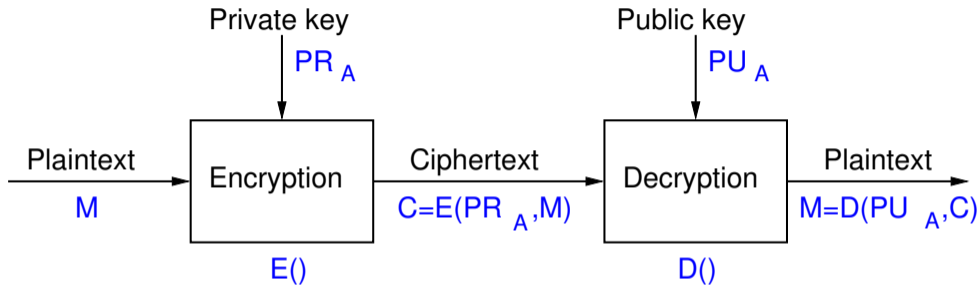 Private key
Public key
PR A
PU A
Plaintext
Encryption
Ciphertext
Decryption
Plaintext
M
C=E(PR A,M)
M=D(PU A,C)
E()
D()